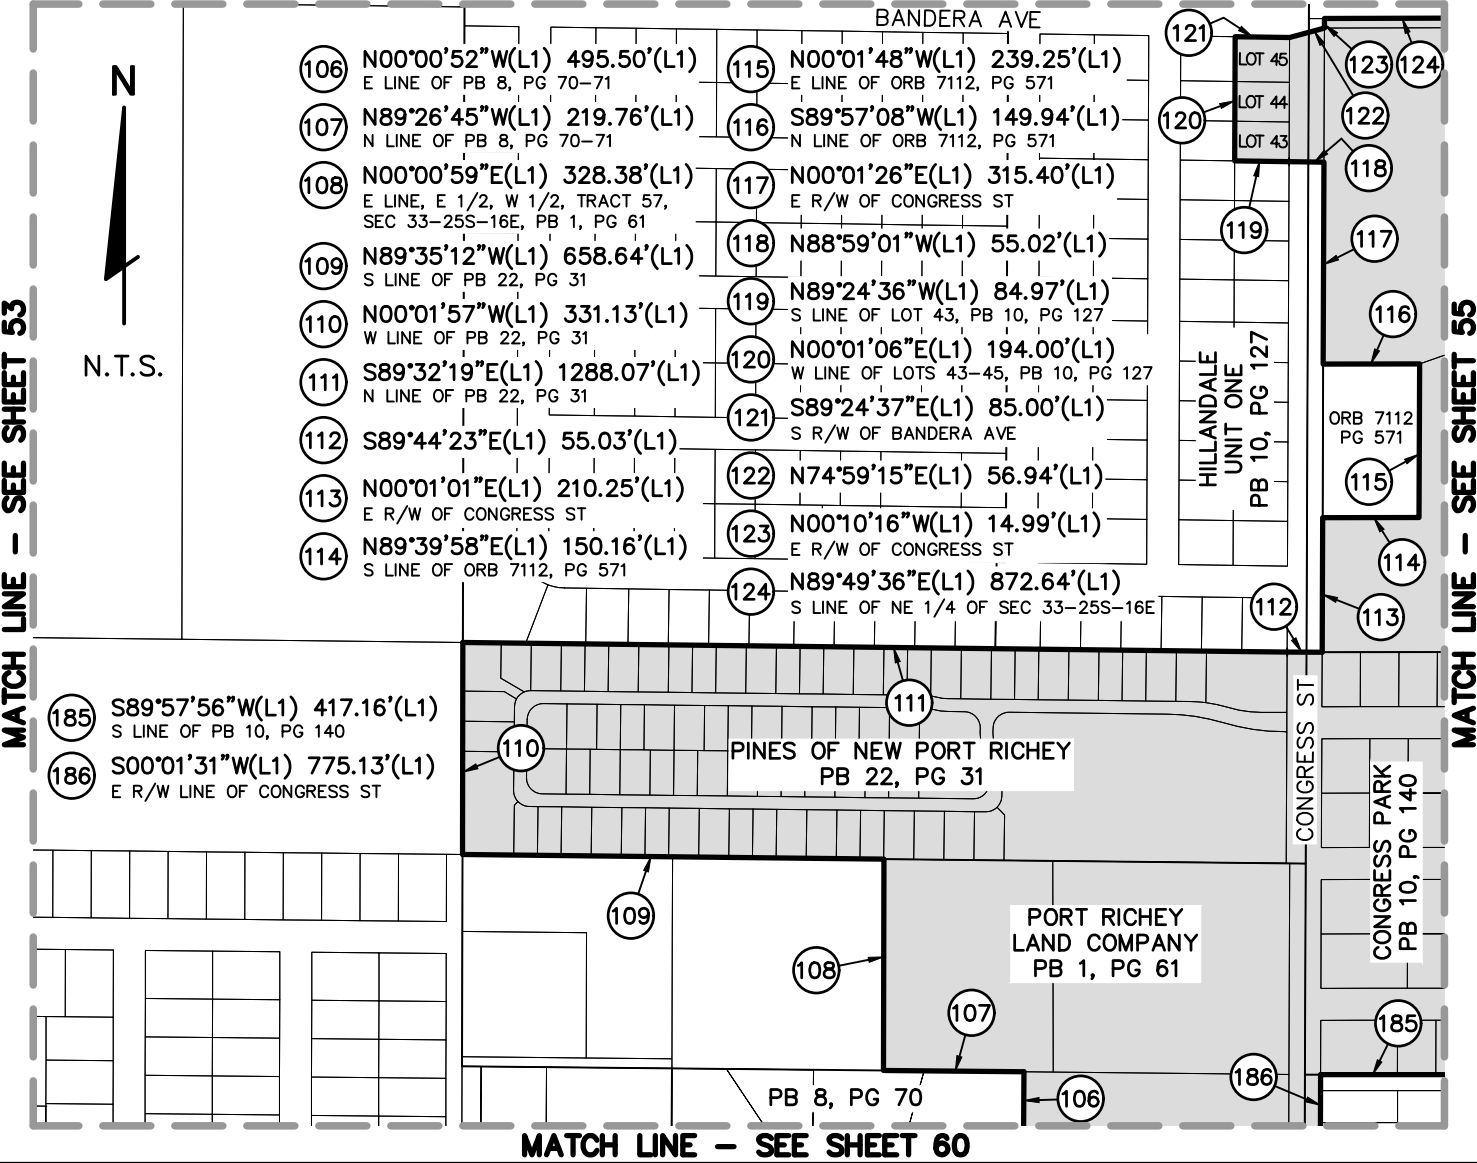 BANDERA AVE
N
N.T.S.
106 N00°00'52"W(L1) 495.50'(L1)
E LINE OF PB 8, PG 70-71
107 N89°26'45"W(L1) 219.76'(L1)
N LINE OF PB 8, PG 70-71
108 N00°00'59"E(L1) 328.38'(L1)
E LINE, E 1/2, W 1/2, TRACT 57,
SEC 33-25S-16E, PB 1, PG 61
109 N89°35'12"W(L1) 658.64'(L1)
S LINE OF PB 22, PG 31
110 N00°01'57"W(L1) 331.13'(L1)
W LINE OF PB 22, PG 31
111 S89°32'19"E(L1) 1288.07'(L1)
N LINE OF PB 22, PG 31
112 S89°44'23"E(L1) 55.03'(L1)
113 N00°01'01"E(L1) 210.25'(L1)
E R/W OF CONGRESS ST
114 N89°39'58"E(L1) 150.16'(L1)
S LINE OF ORB 7112, PG 571
115 N00°01'48"W(L1) 239.25'(L1)
E LINE OF ORB 7112, PG 571
116 S89°57'08"W(L1) 149.94'(L1)
N LINE OF ORB 7112, PG 571
117 N00°01'26"E(L1) 315.40'(L1)
E R/W OF CONGRESS ST
118 N88°59'01"W(L1) 55.02'(L1)
119 N89°24'36"W(L1) 84.97'(L1)
S LINE OF LOT 43, PB 10, PG 127
120 N00°01'06"E(L1) 194.00'(L1)
W LINE OF LOTS 43-45, PB 10, PG 127
121 S89°24'37"E(L1) 85.00'(L1)
S R/W OF BANDERA AVE
122 N74°59'15"E(L1) 56.94'(L1)
123 N00°10'16"W(L1) 14.99'(L1)
E R/W OF CONGRESS ST
124 N89°49'36"E(L1) 872.64'(L1)
S LINE OF NE 1/4 OF SEC 33-25S-16E
121
LOT 45
123
124
LOT 44
122
120
LOT 43
118
119
117
116
HILLANDALE
UNIT ONE
PB 10, PG 127
ORB 7112
PG 571
115
114
112
113
MATCH LINE - SEE SHEET 53
MATCH LINE - SEE SHEET 55
185 S89°57'56"W(L1) 417.16'(L1)
S LINE OF PB 10, PG 140
186 S00°01'31"W(L1) 775.13'(L1)
E R/W LINE OF CONGRESS ST
111
110
PINES OF NEW PORT RICHEY
PB 22, PG 31
CONGRESS ST
CONGRESS PARK
PB 10, PG 140
109
108
PORT RICHEY
LAND COMPANY
PB 1, PG 61
107
185
186
PB 8, PG 70
106
MATCH LINE - SEE SHEET 60